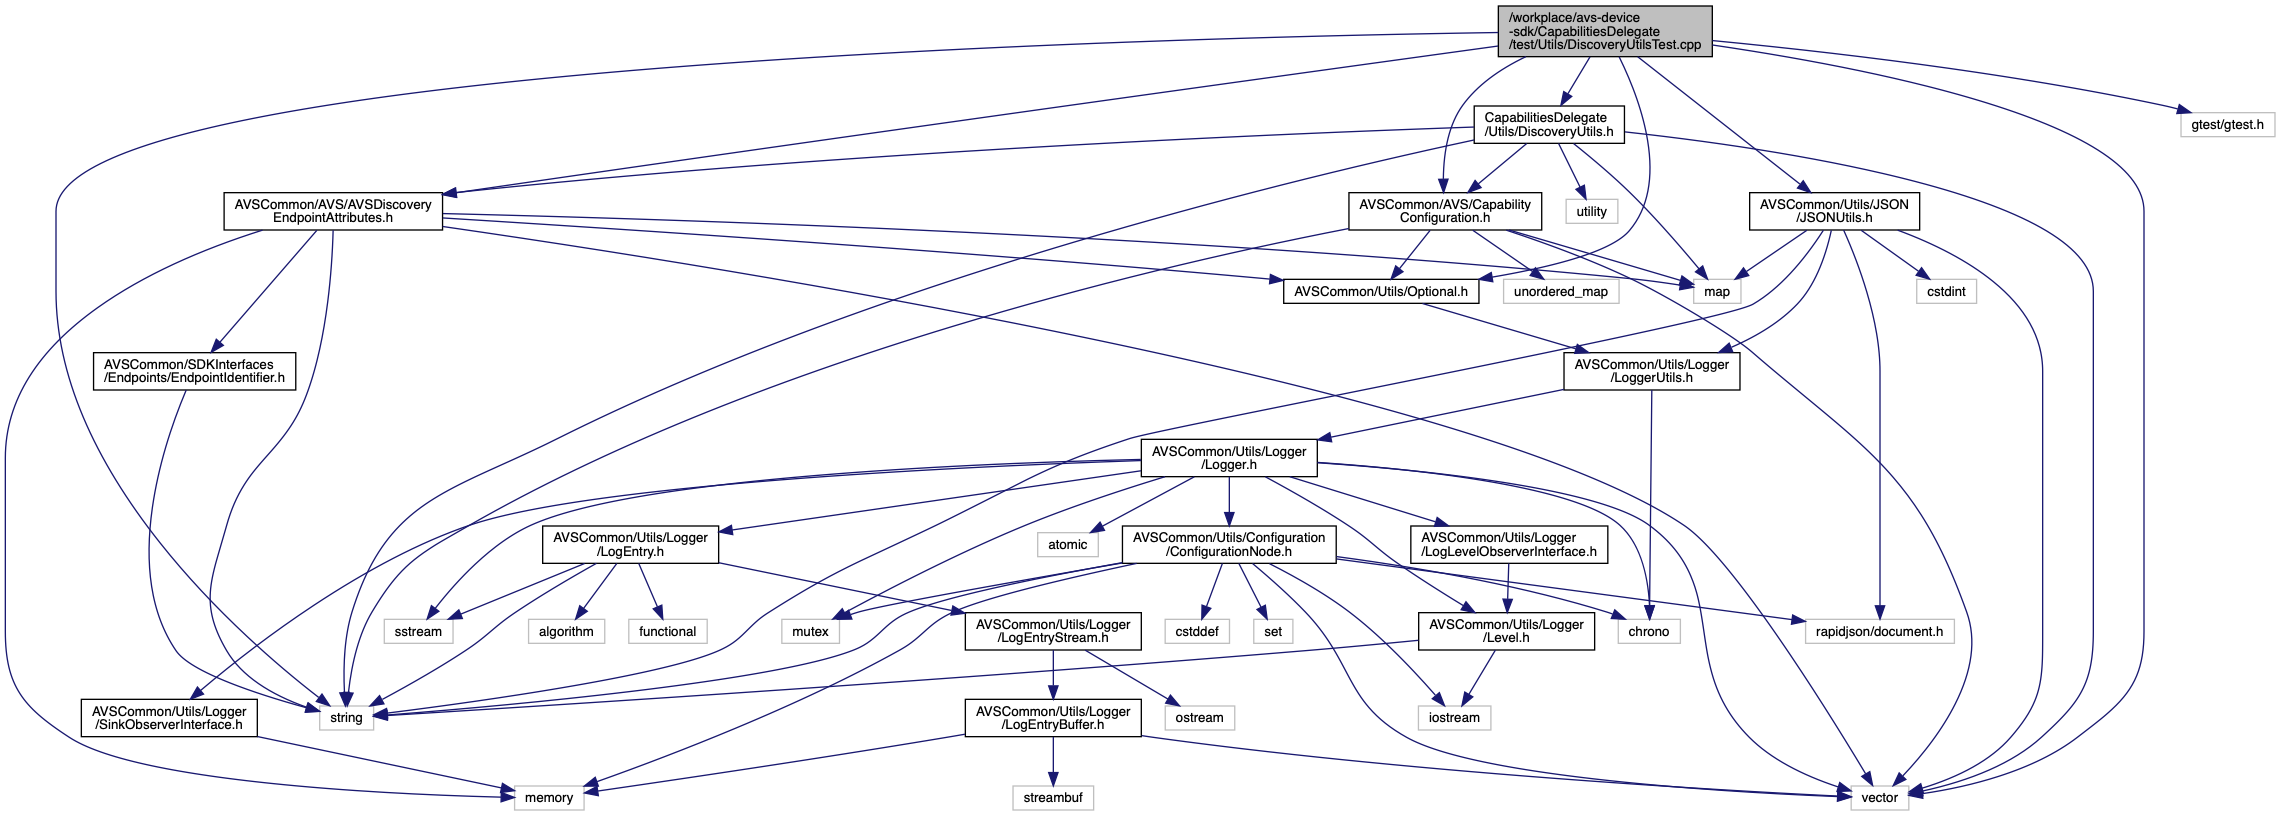 /workplace/avs-device
-sdk/CapabilitiesDelegate
/test/Utils/DiscoveryUtilsTest.cpp
CapabilitiesDelegate
/Utils/DiscoveryUtils.h
gtest/gtest.h
AVSCommon/AVS/AVSDiscovery
EndpointAttributes.h
AVSCommon/AVS/Capability
Configuration.h
utility
AVSCommon/Utils/JSON
/JSONUtils.h
AVSCommon/Utils/Optional.h
unordered_map
map
cstdint
AVSCommon/SDKInterfaces
/Endpoints/EndpointIdentifier.h
AVSCommon/Utils/Logger
/LoggerUtils.h
AVSCommon/Utils/Logger
/Logger.h
AVSCommon/Utils/Logger
/LogEntry.h
atomic
AVSCommon/Utils/Configuration
/ConfigurationNode.h
AVSCommon/Utils/Logger
/LogLevelObserverInterface.h
sstream
algorithm
functional
mutex
AVSCommon/Utils/Logger
/LogEntryStream.h
cstddef
set
AVSCommon/Utils/Logger
/Level.h
chrono
rapidjson/document.h
AVSCommon/Utils/Logger
/SinkObserverInterface.h
string
AVSCommon/Utils/Logger
/LogEntryBuffer.h
ostream
iostream
memory
streambuf
vector